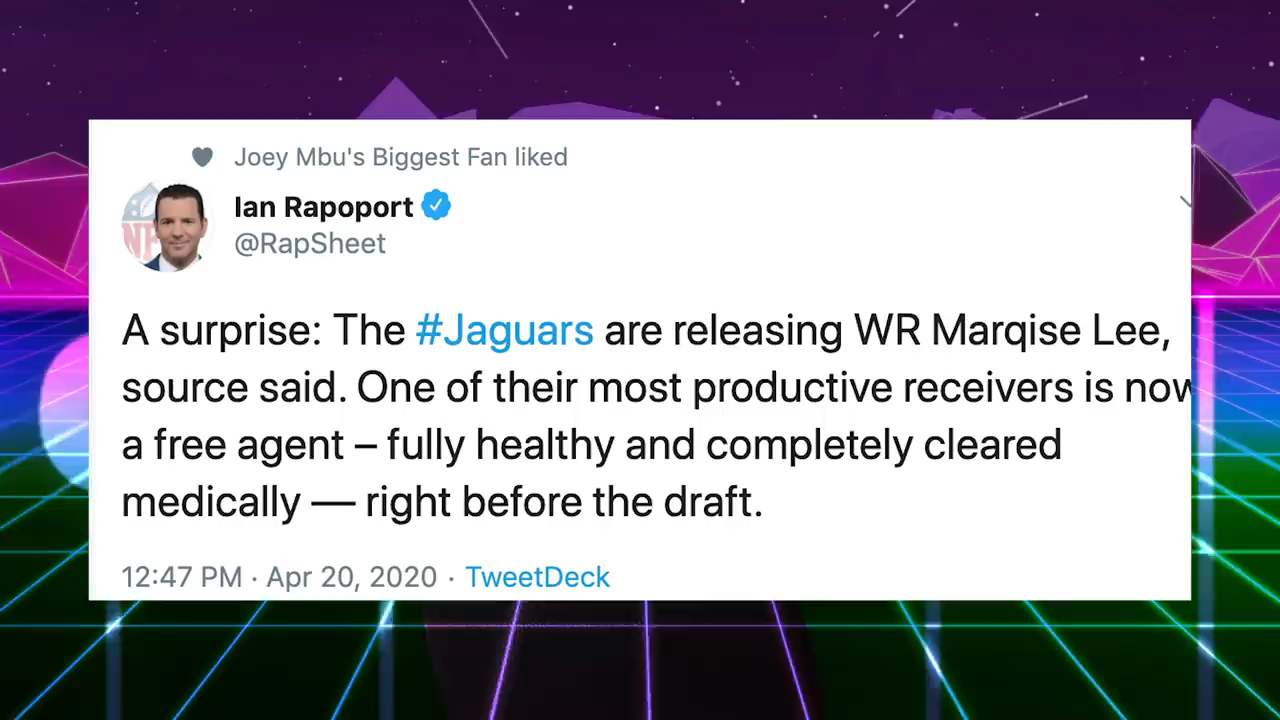 Joey Mbu's Biggest Fan liked
Ian Rapoport
@RapSheet
A surprise: The #Jaguars are releasing WR Marqise Lee,
source said. One of their most productive receivers is now
a free agent – fully healthy and completely cleared
medically — right before the draft.
12:47 PM · Apr 20, 2020 · TweetDeck